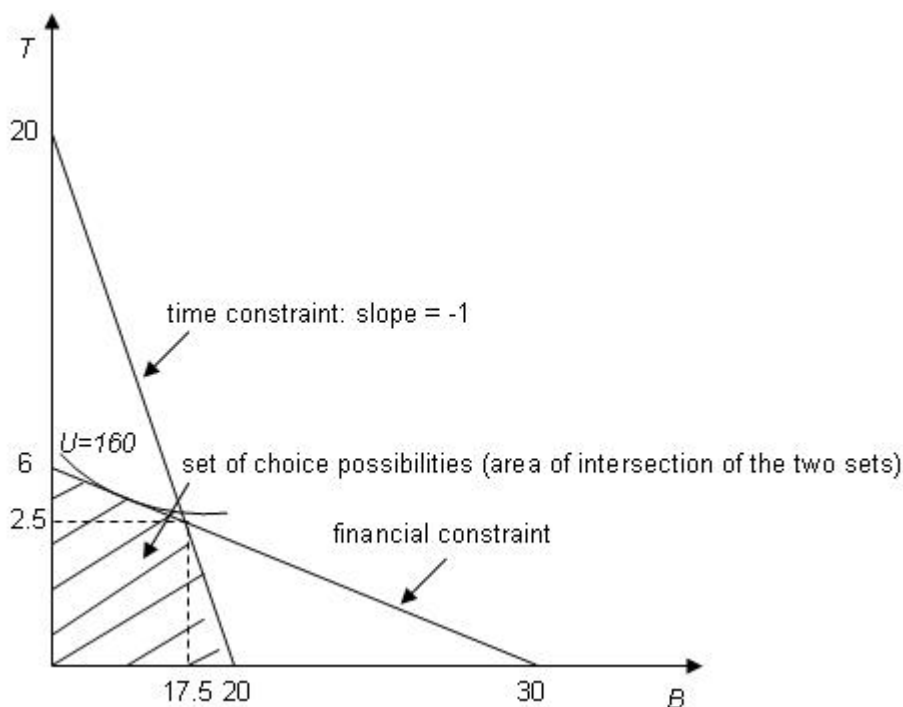 T
20
time constraint: slope = -1
U=160
6
set of choice possibilities (area of intersection of the two sets)
2.5
financial constraint
17.5 20 30 B